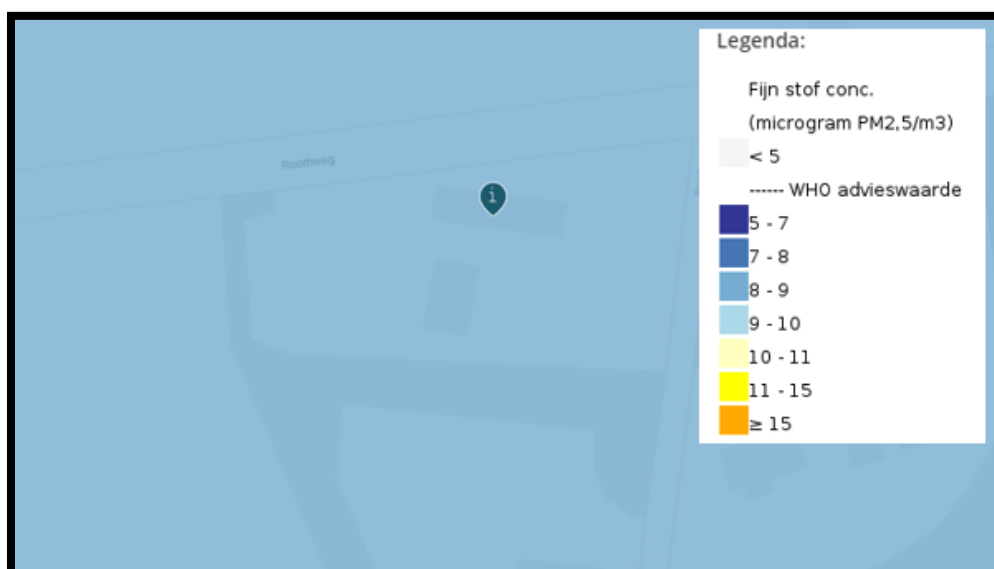 Legenda:
Fijn stof conc.
(microgram PM2,5/m3)
< 5
------ WHO advieswaarde
5 - 7
7 - 8
8 - 9
9 - 10
10 - 11
11 - 15
≥ 15
Roothweg
i